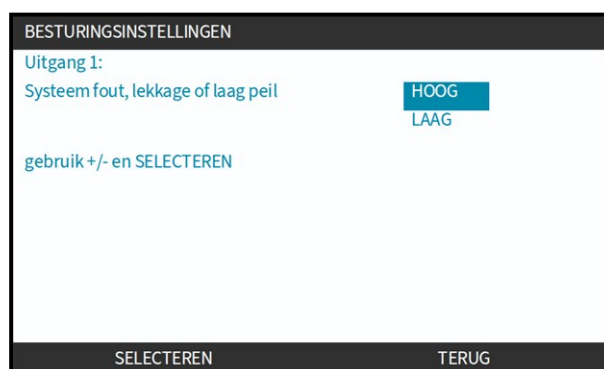 BESTURINGSINSTELLINGEN
Uitgang 1:
Systeem fout, lekkage of laag peil HOOG
LAAG
gebruik +/- en SELECTEREN
SELECTEREN TERUG